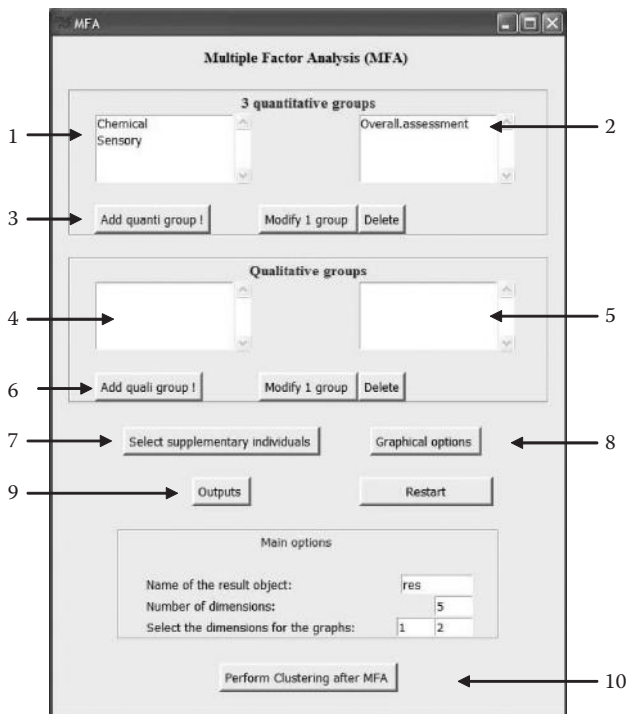 MFA
Multiple Factor Analysis (MFA)
3 quantitative groups
1 Chemical Overall.assessment 2
Sensory
3 Add quanti group ! Modify 1 group Delete
Qualitative groups
4 5
6 Add quali group ! Modify 1 group Delete
7 Select supplementary individuals Graphical options 8
9 Outputs Restart
Main options
Name of the result object: res
Number of dimensions: 5
Select the dimensions for the graphs: 1 2
Perform Clustering after MFA 10